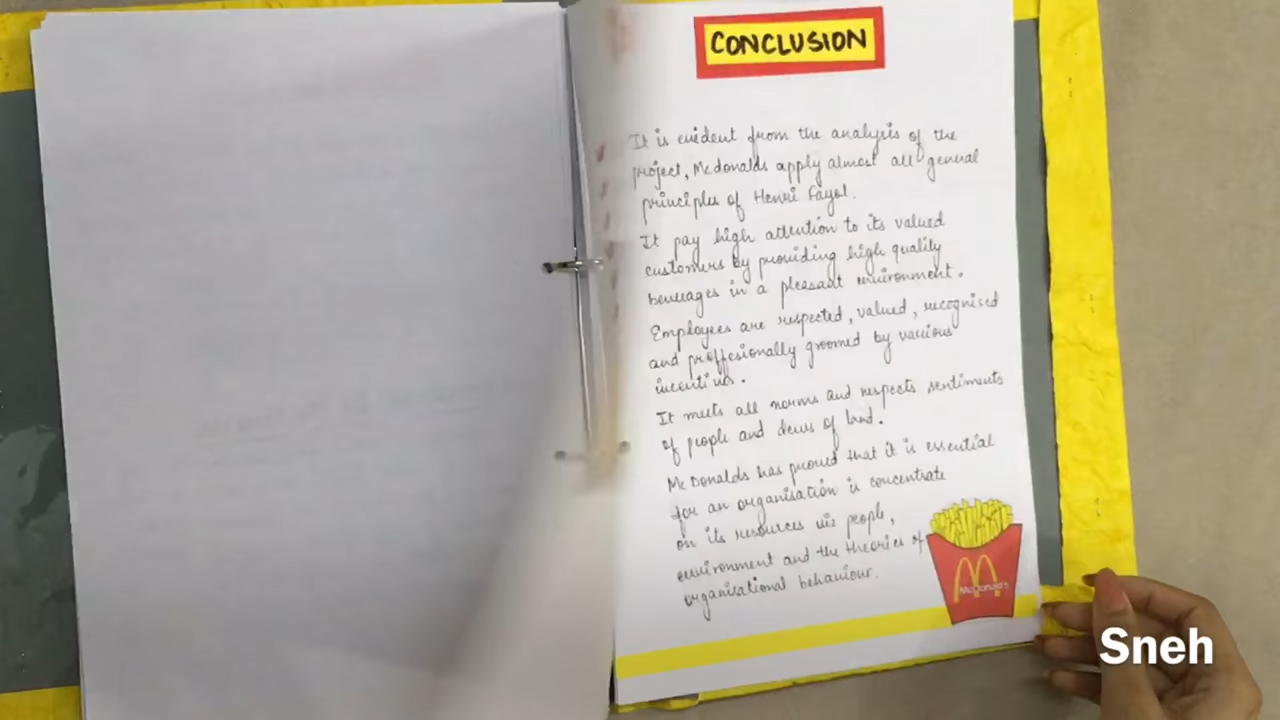 CONCLUSION
It is evident from the analysis of the
project, McDonalds apply almost all general
principles of Henri Fayol.
It pay high attention to its valued
customers by providing high quality
beverages in a pleasant environment.
Employees are respected, valued, recognised
and proffesionally groomed by various
incentives.
It meets all norms and respects sentiments
of people and of land.
McDonalds has proved that it is essential
for an organisation is concentrate
on its resources viz people,
environment and the theories of
organisational behaviour.
McDonald's
Sneh